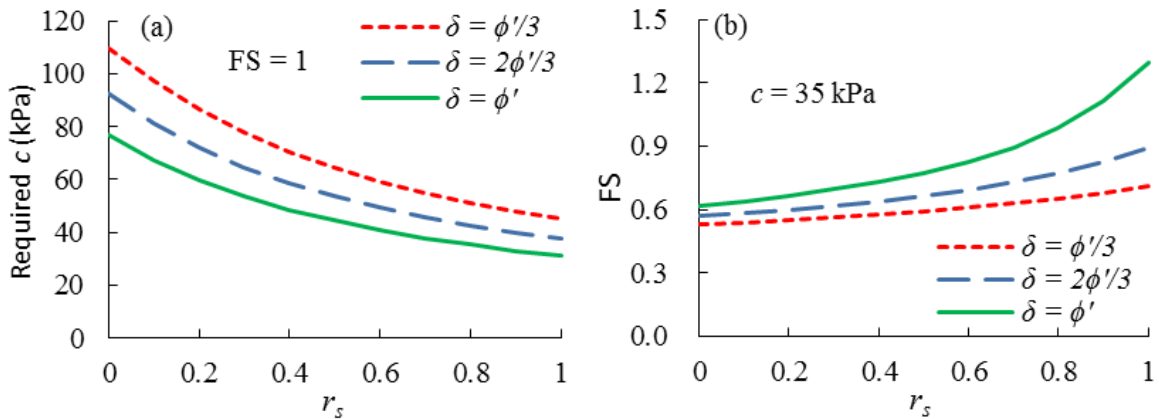 (a)
FS = 1
δ = ϕ'/3
δ = 2ϕ'/3
δ = ϕ'
Required c (kPa)
120
100
80
60
40
20
0
0 0.2 0.4 0.6 0.8 1
r_s
(b)
c = 35 kPa
FS
1.5
1.2
0.9
0.6
0.3
0.0
δ = ϕ'/3
δ = 2ϕ'/3
δ = ϕ'
0 0.2 0.4 0.6 0.8 1
r_s